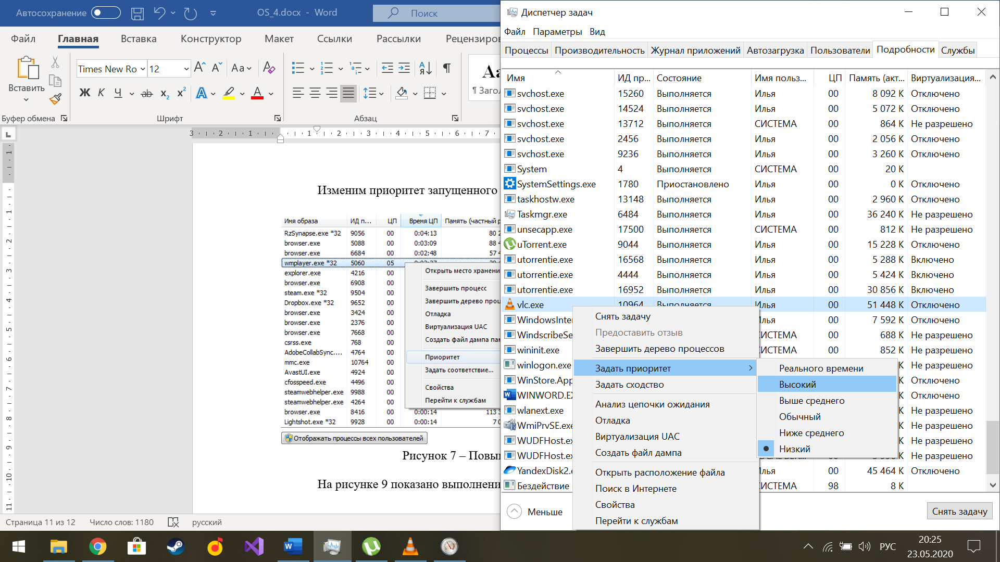 Автосохранение
OS_4.docx - Word
Поиск
Файл Главная Вставка Конструктор Макет Ссылки Рассылки Рецензиров
Вставить
Times New Ro 12
Aa
Ж К Ч ab x₂ x²
А Я
¶ Загол
Буфер обмена Шрифт Абзац
3 2 1 1 2 3 4 5 6 7
Изменим приоритет запущенного
Имя образа ИД п... ЦП Время ЦП Память (частный р
RzSynapse.exe *32 9056 00 0:04:13 80 2
browser.exe 5088 00 0:03:09 88 4
browser.exe 6684 00 0:02:48 57 4
wmplayer.exe *32 5060 05
explorer.exe 4216 00
browser.exe 6908 00
steam.exe *32 9504 00
Dropbox.exe *32 9652 00
browser.exe 3424 00
browser.exe 2376 00
browser.exe 7668 00
csrss.exe 768 00
AdobeCollabSync.... 4764 00
mmc.exe 10764 00
AvastUI.exe 4924 00
cfosspeed.exe 4496 00
steamwebhelper.exe 9988 00
steamwebhelper.exe 4264 00
browser.exe 8416 00 0:00:14 113 3
Lightshot.exe *32 9928 00 0:00:14 7 0
Открыть место хранени
Завершить процесс
Завершить дерево проц
Отладка
Виртуализация UAC
Создать файл дампа пам
Приоритет
Задать соответствие...
Свойства
Перейти к службам
Отображать процессы всех пользователей
Рисунок 7 – Повы
На рисунке 9 показано выполнени
Страница 11 из 12 Число слов: 1180 русский
Диспетчер задач
Файл Параметры Вид
Процессы Производительность Журнал приложений Автозагрузка Пользователи Подробности Службы
Имя ИД пр... Состояние Имя польз... ЦП Память (акт... Виртуализация...
svchost.exe 15260 Выполняется Илья 00 8 092 K Отключено
svchost.exe 14524 Выполняется Илья 00 5 072 K Отключено
svchost.exe 13712 Выполняется СИСТЕМА 00 864 K Не разрешено
svchost.exe 2456 Выполняется Илья 00 2 056 K Отключено
svchost.exe 9236 Выполняется Илья 00 3 260 K Отключено
System 4 Выполняется СИСТЕМА 00 20 K
SystemSettings.exe 1780 Приостановлено Илья 00 0 K Отключено
taskhostw.exe 13148 Выполняется Илья 00 2 960 K Отключено
Taskmgr.exe 6484 Выполняется Илья 00 36 240 K Не разрешено
unsecapp.exe 17500 Выполняется СИСТЕМА 00 812 K Не разрешено
uTorrent.exe 9044 Выполняется Илья 00 15 228 K Отключено
utorrentie.exe 16568 Выполняется Илья 00 5 288 K Включено
utorrentie.exe 4444 Выполняется Илья 00 5 424 K Включено
utorrentie.exe 16952 Выполняется Илья 00 30 856 K Включено
vlc.exe 10964 Выполняется Илья 00 51 448 K Отключено
WindowsInter Илья 00 7 592 K Отключено
WindscribeSe СИСТЕМА 00 688 K Не разрешено
wininit.exe СИСТЕМА 00 852 K Не разрешено
winlogon.exe K Не разрешено
WinStore.App K Отключено
WINWORD.EX K Отключено
wlanext.exe K Не разрешено
WmiPrvSE.exe K Не разрешено
WUDFHost.ex K Не разрешено
WUDFHost.ex K Не разрешено
YandexDisk2.e Илья 00 45 464 K Отключено
Бездействие СИСТЕМА 98 8 K
Снять задачу
Предоставить отзыв
Завершить дерево процессов
Задать приоритет
Задать сходство
Анализ цепочки ожидания
Отладка
Виртуализация UAC
Создать файл дампа
Открыть расположение файла
Поиск в Интернете
Свойства
Перейти к службам
Реального времени
Высокий
Выше среднего
Обычный
Ниже среднего
Низкий
Меньше
Снять задачу
РУС
20:25
23.05.2020